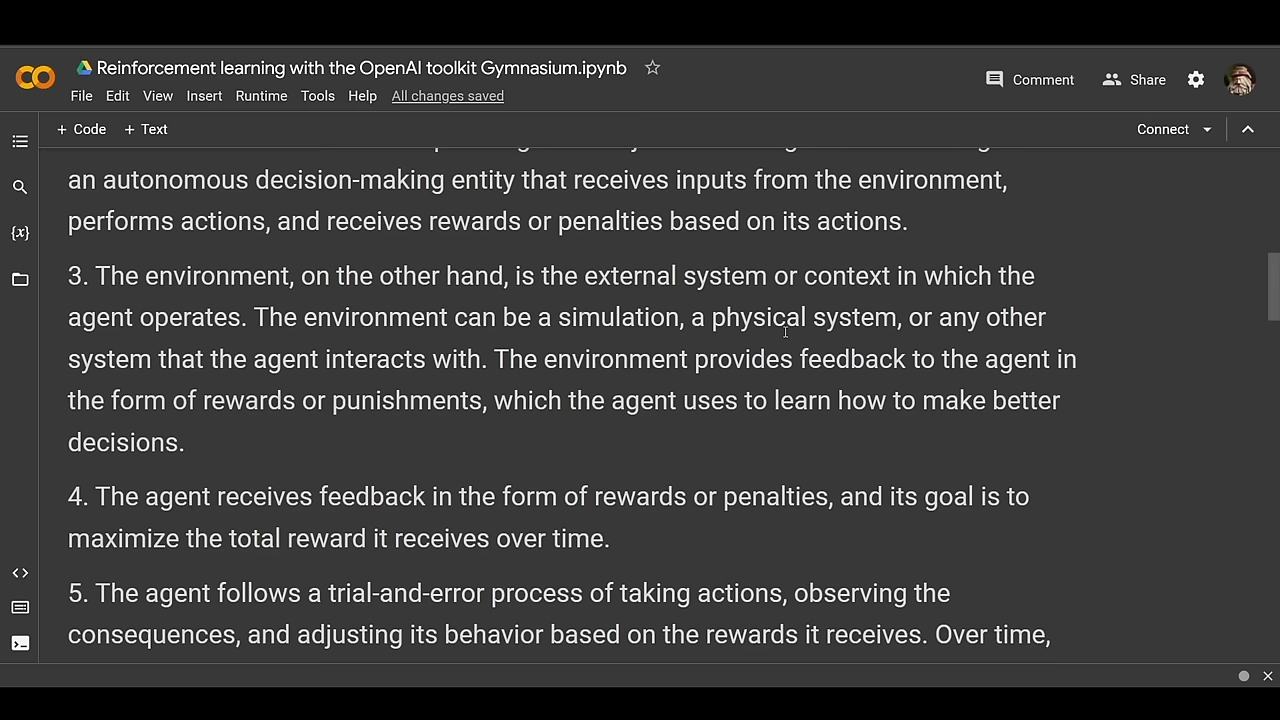 Reinforcement learning with the OpenAI toolkit Gymnasium.ipynb
Comment
Share
File Edit View Insert Runtime Tools Help All changes saved
+ Code + Text
Connect
an autonomous decision-making entity that receives inputs from the environment,
performs actions, and receives rewards or penalties based on its actions.
3. The environment, on the other hand, is the external system or context in which the
agent operates. The environment can be a simulation, a physical system, or any other
system that the agent interacts with. The environment provides feedback to the agent in
the form of rewards or punishments, which the agent uses to learn how to make better
decisions.
4. The agent receives feedback in the form of rewards or penalties, and its goal is to
maximize the total reward it receives over time.
5. The agent follows a trial-and-error process of taking actions, observing the
consequences, and adjusting its behavior based on the rewards it receives. Over time,